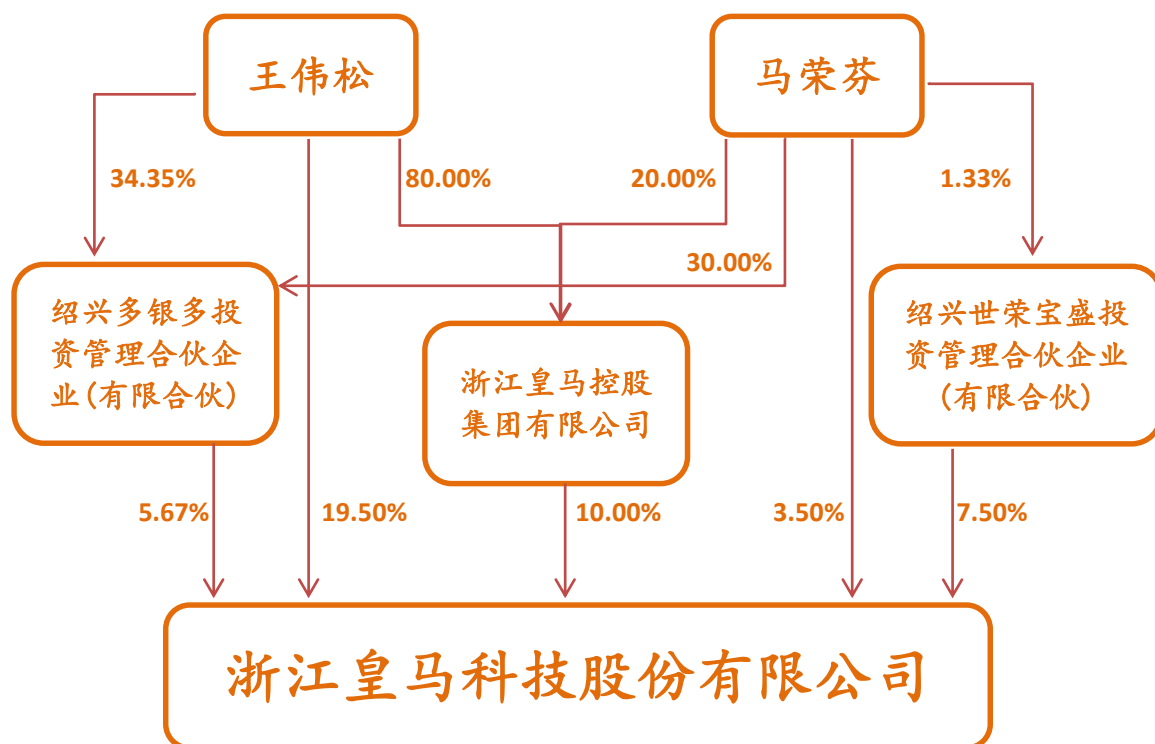 王伟松
马荣芬
34.35%
80.00%
20.00%
1.33%
30.00%
绍兴多银多投
资管理合伙企
业(有限合伙)
浙江皇马控股
集团有限公司
绍兴世荣宝盛投
资管理合伙企业
(有限合伙)
5.67%
19.50%
10.00%
3.50%
7.50%
浙江皇马科技股份有限公司